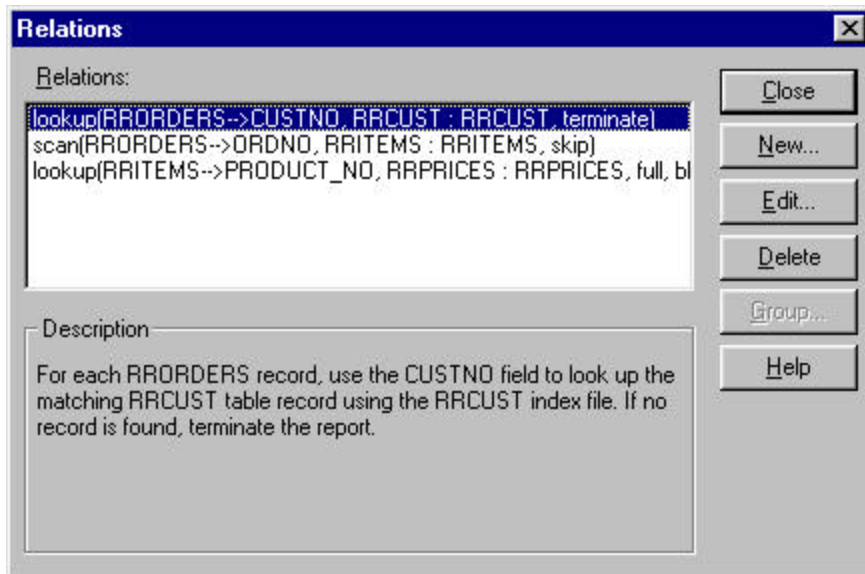 Relations
Relations:
lookup(RRORDERS-->CUSTNO, RRCUST : RRCUST, terminate)
scan(RRORDERS-->ORDNO, RRITEMS : RRITEMS, skip)
lookup(RRITEMS-->PRODUCT_NO, RRPRICES : RRPRICES, full, bl
Close
New...
Edit...
Delete
Group...
Help
Description
For each RRORDERS record, use the CUSTNO field to look up the
matching RRCUST table record using the RRCUST index file. If no
record is found, terminate the report.